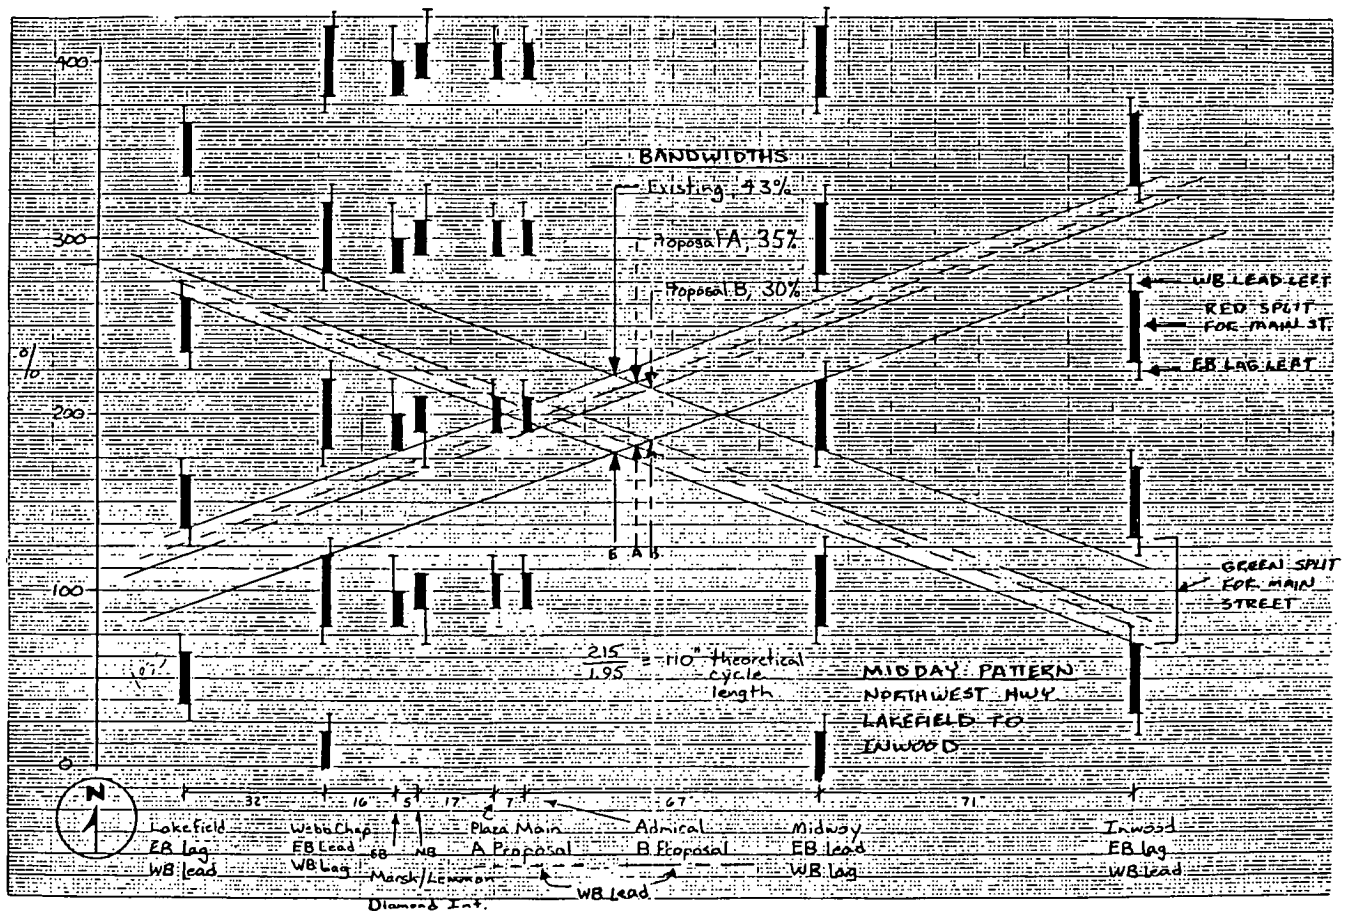 400
300
%
200
100
0
BANDWIDTHS
Existing, 43%
Proposal A, 35%
Proposal B, 30%
WB LEAD LEFT
RED SPLIT
FOR MAIN ST.
EB LAG LEFT
E A B
GREEN SPLIT
FOR MAIN
STREET
215
1.95
= 110" theoretical
cycle
length
MIDDAY PATTERN
NORTHWEST HWY
LAKEFIELD TO
INWOOD
N
32 16 5 17 7 67 71
Lakefield
EB lag
WB lead
Webb Chap
EB Lead
WB Lag
SB NB
Marsh/Lemmon
Diamond Int.
Plaza Main
A Proposal
Admiral
B Proposal
WB Lead
Midway
EB lead
WB lag
Inwood
EB lag
WB lead